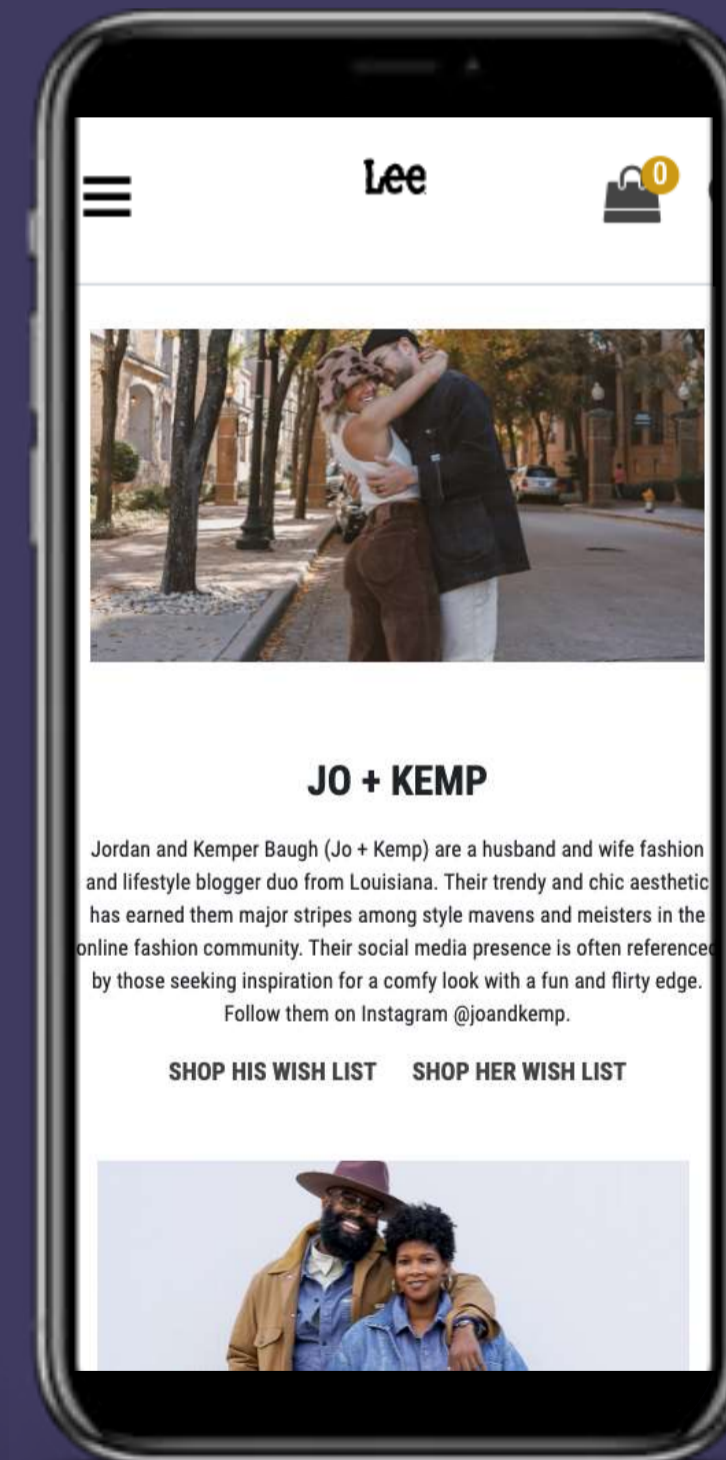 Lee
0
JO + KEMP
Jordan and Kemper Baugh (Jo + Kemp) are a husband and wife fashion
and lifestyle blogger duo from Louisiana. Their trendy and chic aesthetic
has earned them major stripes among style mavens and meisters in the
online fashion community. Their social media presence is often referenced
by those seeking inspiration for a comfy look with a fun and flirty edge.
Follow them on Instagram @joandkemp.
SHOP HIS WISH LIST SHOP HER WISH LIST